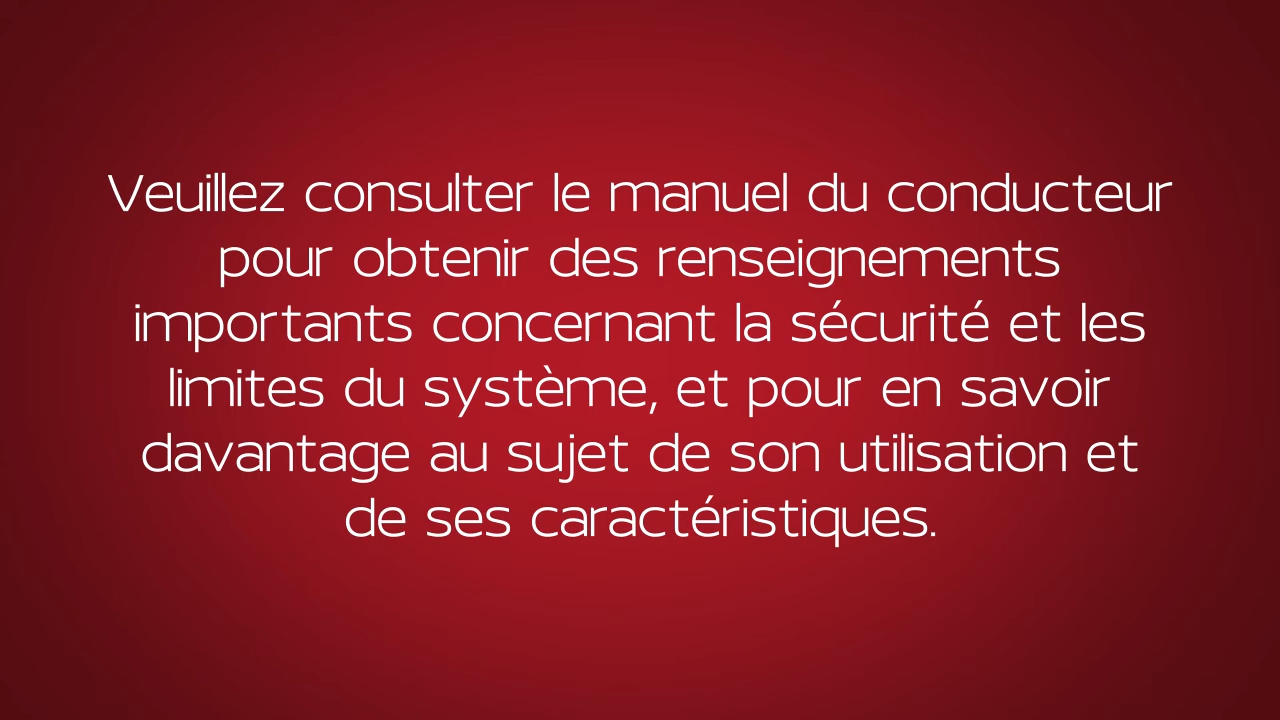 Veuillez consulter le manuel du conducteur
pour obtenir des renseignements
importants concernant la sécurité et les
limites du système, et pour en savoir
davantage au sujet de son utilisation et
de ses caractéristiques.